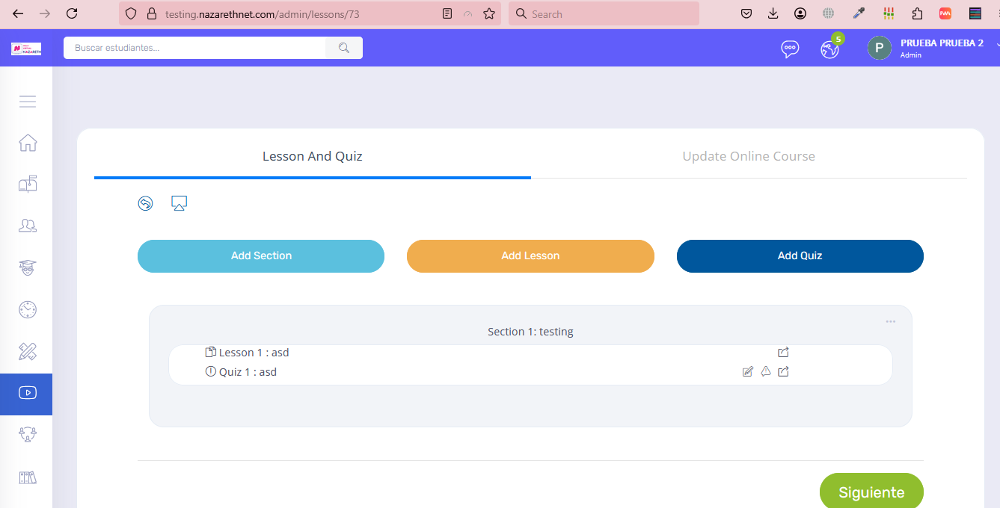 testing.nazarethnet.com/admin/lessons/73
Search
NAZARETH
Buscar estudiantes...
5
P
PRUEBA PRUEBA 2
Admin
Lesson And Quiz
Update Online Course
Add Section
Add Lesson
Add Quiz
Section 1: testing
Lesson 1 : asd
Quiz 1 : asd
Siguiente